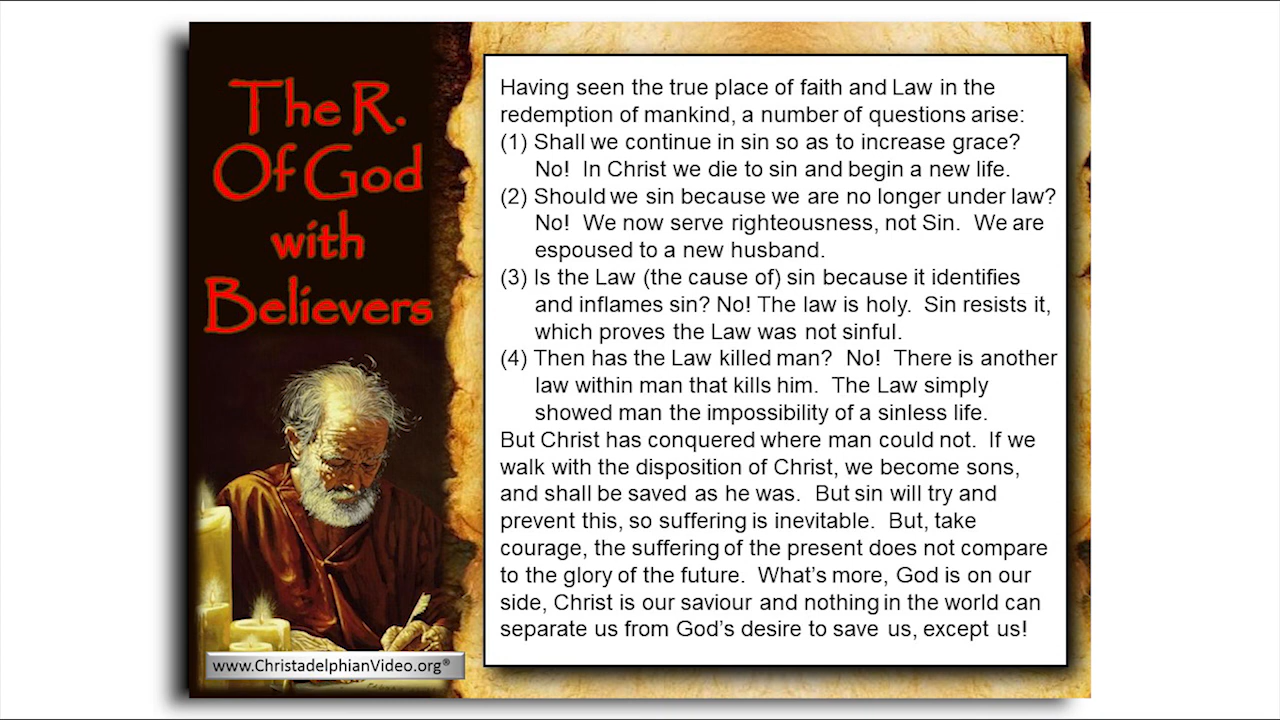 The R.
Of God
with
Believers
www.ChristadelphianVideo.org®
Having seen the true place of faith and Law in the
redemption of mankind, a number of questions arise:
(1) Shall we continue in sin so as to increase grace?
No! In Christ we die to sin and begin a new life.
(2) Should we sin because we are no longer under law?
No! We now serve righteousness, not Sin. We are
espoused to a new husband.
(3) Is the Law (the cause of) sin because it identifies
and inflames sin? No! The law is holy. Sin resists it,
which proves the Law was not sinful.
(4) Then has the Law killed man? No! There is another
law within man that kills him. The Law simply
showed man the impossibility of a sinless life.
But Christ has conquered where man could not. If we
walk with the disposition of Christ, we become sons,
and shall be saved as he was. But sin will try and
prevent this, so suffering is inevitable. But, take
courage, the suffering of the present does not compare
to the glory of the future. What's more, God is on our
side, Christ is our saviour and nothing in the world can
separate us from God's desire to save us, except us!